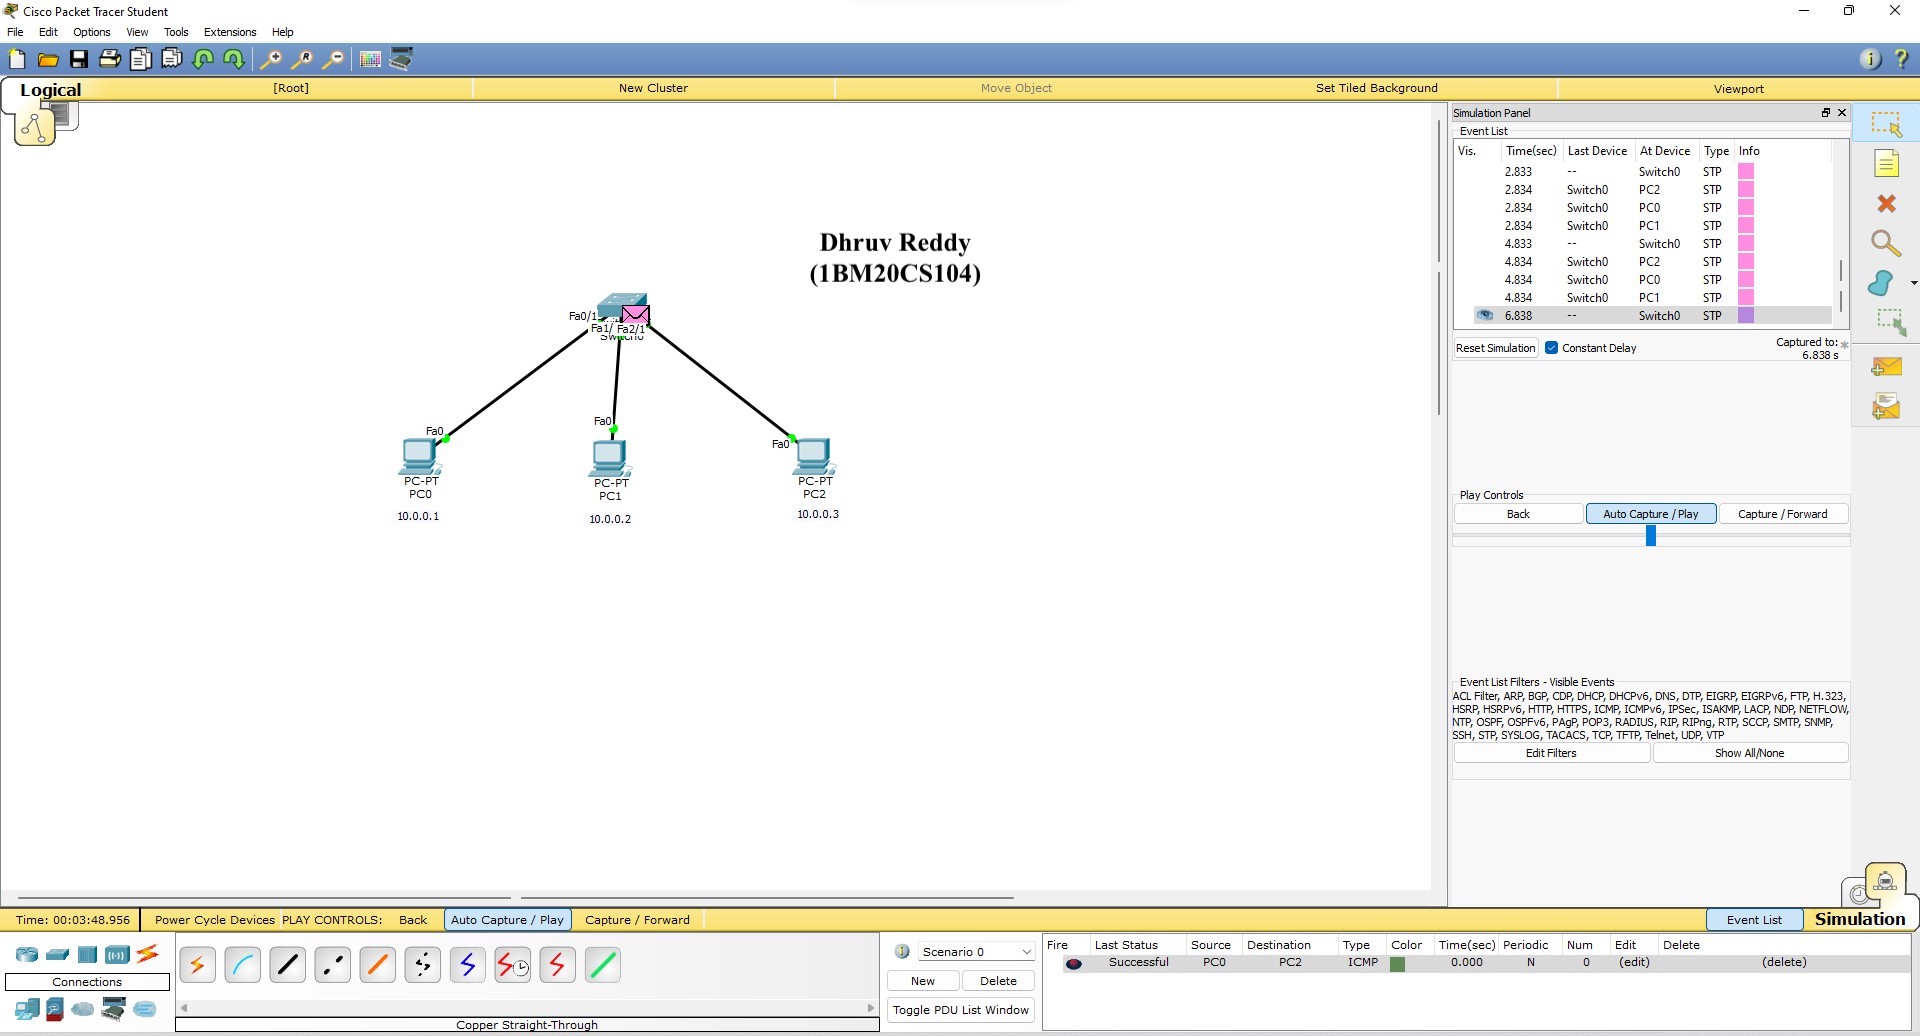 Cisco Packet Tracer Student
File Edit Options View Tools Extensions Help
Logical [Root] New Cluster Move Object Set Tiled Background Viewport
Dhruv Reddy
(1BM20CS104)
Fa0/1
Fa1/ Fa2/1
Switch0
Fa0
Fa0
Fa0
PC-PT
PC0
10.0.0.1
PC-PT
PC1
10.0.0.2
PC-PT
PC2
10.0.0.3
Simulation Panel
Event List
Vis. Time(sec) Last Device At Device Type Info
2.833 -- Switch0 STP
2.834 Switch0 PC2 STP
2.834 Switch0 PC0 STP
2.834 Switch0 PC1 STP
4.833 -- Switch0 STP
4.834 Switch0 PC2 STP
4.834 Switch0 PC0 STP
4.834 Switch0 PC1 STP
6.838 -- Switch0 STP
Reset Simulation Constant Delay Captured to: *
6.838 s
Play Controls
Back Auto Capture / Play Capture / Forward
Event List Filters - Visible Events
ACL Filter, ARP, BGP, CDP, DHCP, DHCPv6, DNS, DTP, EIGRP, EIGRPv6, FTP, H.323,
HSRP, HSRPv6, HTTP, HTTPS, ICMP, ICMPv6, IPSec, ISAKMP, LACP, NDP, NETFLOW,
NTP, OSPF, OSPFv6, PAgP, POP3, RADIUS, RIP, RIPng, RTP, SCCP, SMTP, SNMP,
SSH, STP, SYSLOG, TACACS, TCP, TFTP, Telnet, UDP, VTP
Edit Filters Show All/None
Time: 00:03:48.956 Power Cycle Devices PLAY CONTROLS: Back Auto Capture / Play Capture / Forward Event List Simulation
Connections
Copper Straight-Through
Scenario 0
New Delete
Toggle PDU List Window
Fire Last Status Source Destination Type Color Time(sec) Periodic Num Edit Delete
Successful PC0 PC2 ICMP 0.000 N 0 (edit) (delete)